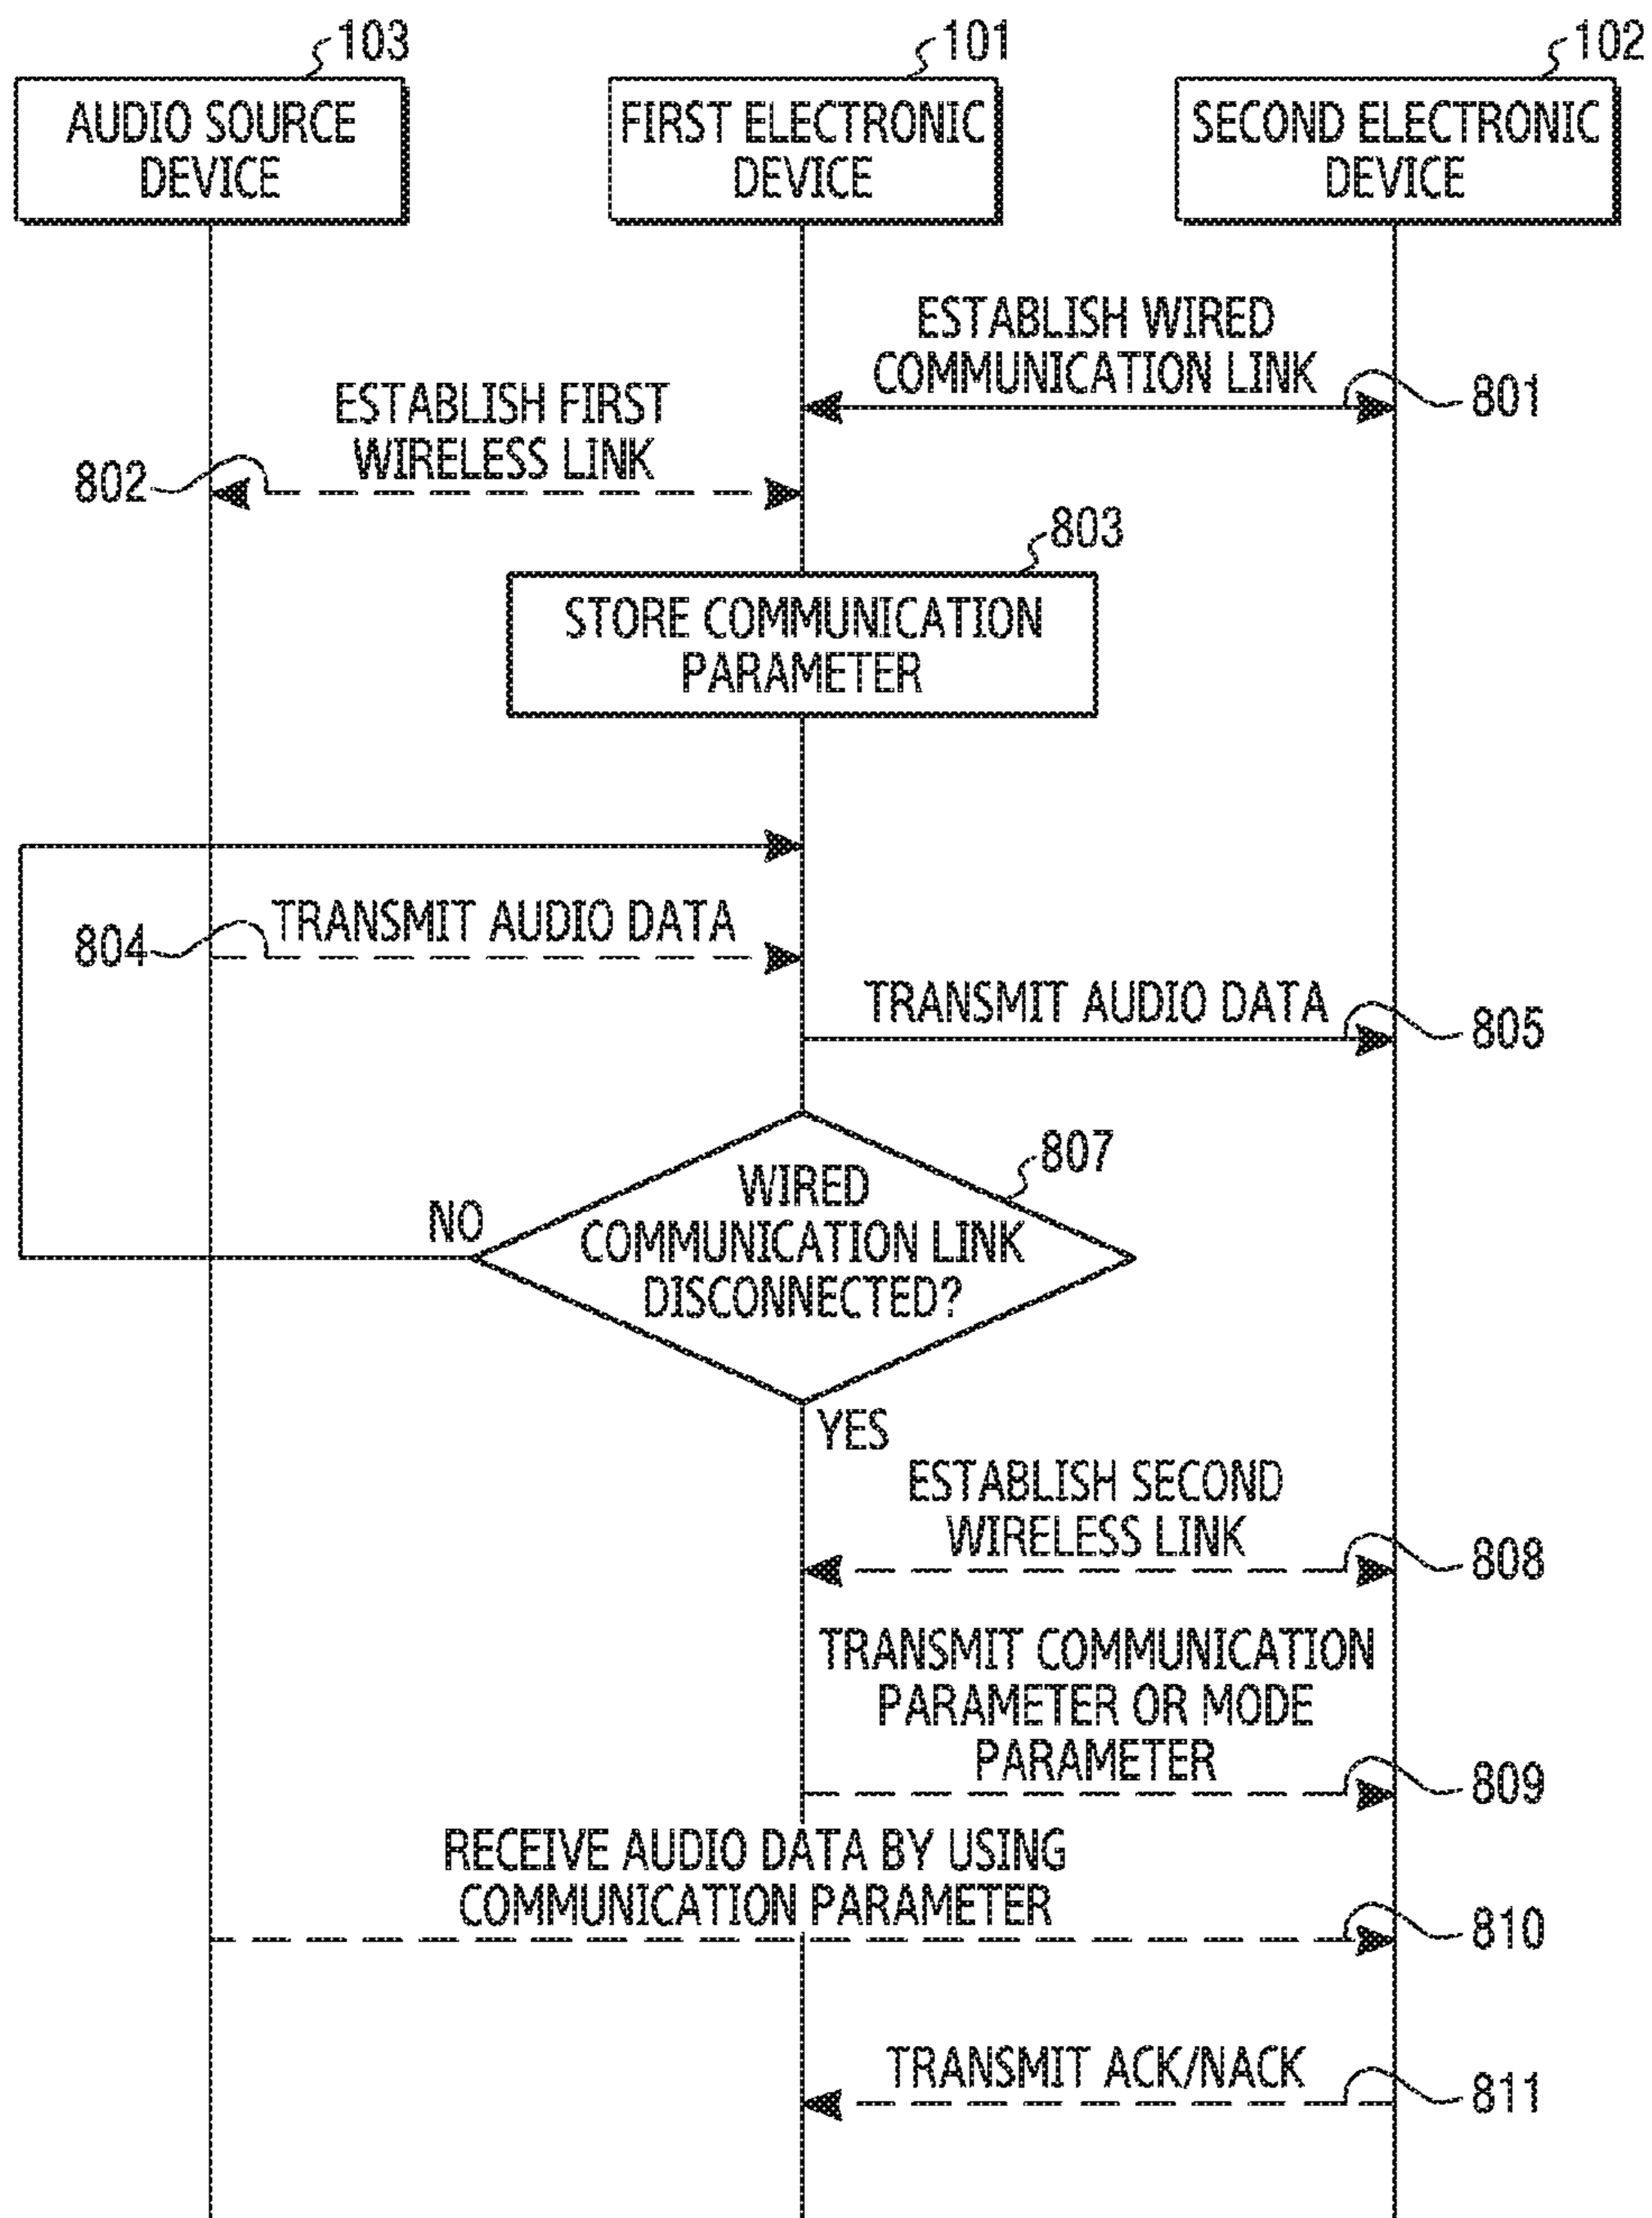 103
101
102
AUDIO SOURCE
DEVICE
FIRST ELECTRONIC
DEVICE
SECOND ELECTRONIC
DEVICE
ESTABLISH WIRED
COMMUNICATION LINK
801
ESTABLISH FIRST
WIRELESS LINK
802
803
STORE COMMUNICATION
PARAMETER
TRANSMIT AUDIO DATA
804
TRANSMIT AUDIO DATA
805
807
WIRED
COMMUNICATION LINK
DISCONNECTED?
NO
YES
ESTABLISH SECOND
WIRELESS LINK
808
TRANSMIT COMMUNICATION
PARAMETER OR MODE
PARAMETER
809
RECEIVE AUDIO DATA BY USING
COMMUNICATION PARAMETER
810
TRANSMIT ACK/NACK
811